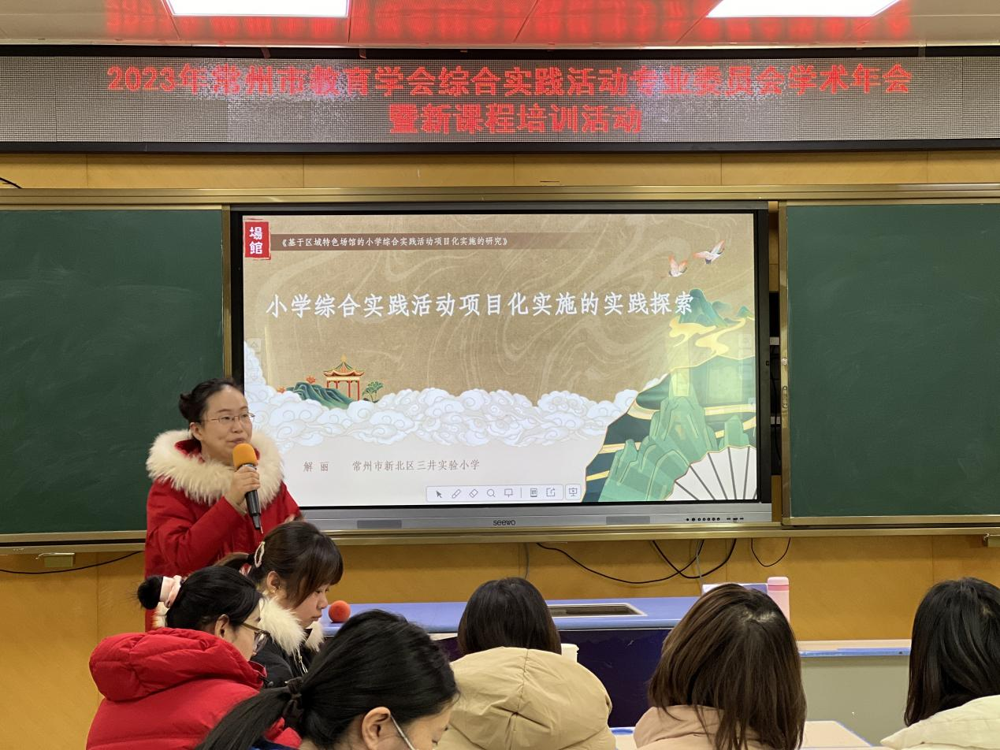 2023年常州市教育学会综合实践活动专业委员会学术年会
暨新课程培训活动
場館
《基于区域特色场馆的小学综合实践活动项目化实施的研究》
小学综合实践活动项目化实施的实践探索
解丽 常州市新北区三井实验小学
seewo